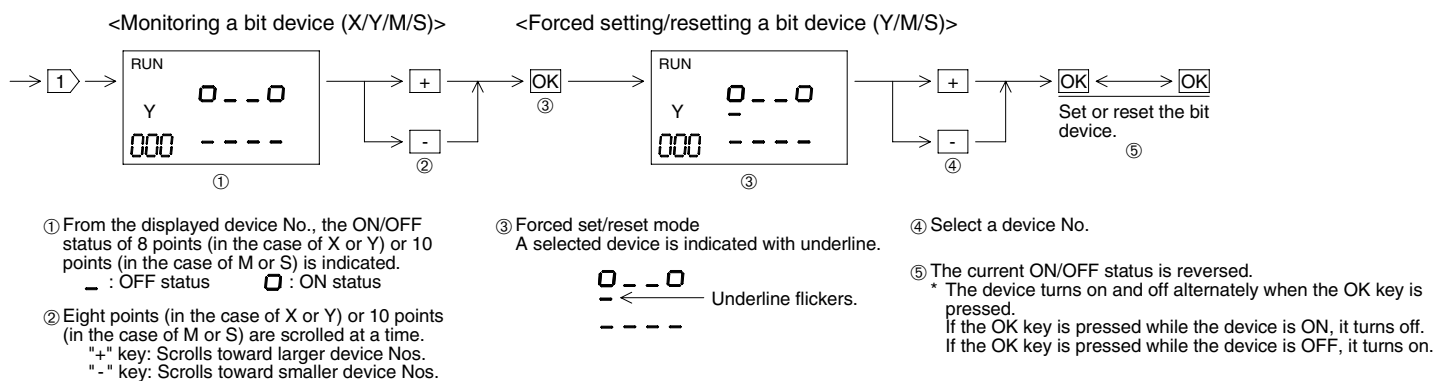 <Monitoring a bit device (X/Y/M/S)>
<Forced setting/resetting a bit device (Y/M/S)>
1
RUN
Y
000
①
+
-
②
OK
③
RUN
Y
000
③
+
-
④
OK
OK
Set or reset the bit
device.
⑤
① From the displayed device No., the ON/OFF
status of 8 points (in the case of X or Y) or 10
points (in the case of M or S) is indicated.
: OFF status : ON status
② Eight points (in the case of X or Y) or 10 points
(in the case of M or S) are scrolled at a time.
"+" key: Scrolls toward larger device Nos.
"-" key: Scrolls toward smaller device Nos.
③ Forced set/reset mode
A selected device is indicated with underline.
Underline flickers.
④ Select a device No.
⑤ The current ON/OFF status is reversed.
* The device turns on and off alternately when the OK key is
pressed.
If the OK key is pressed while the device is ON, it turns off.
If the OK key is pressed while the device is OFF, it turns on.